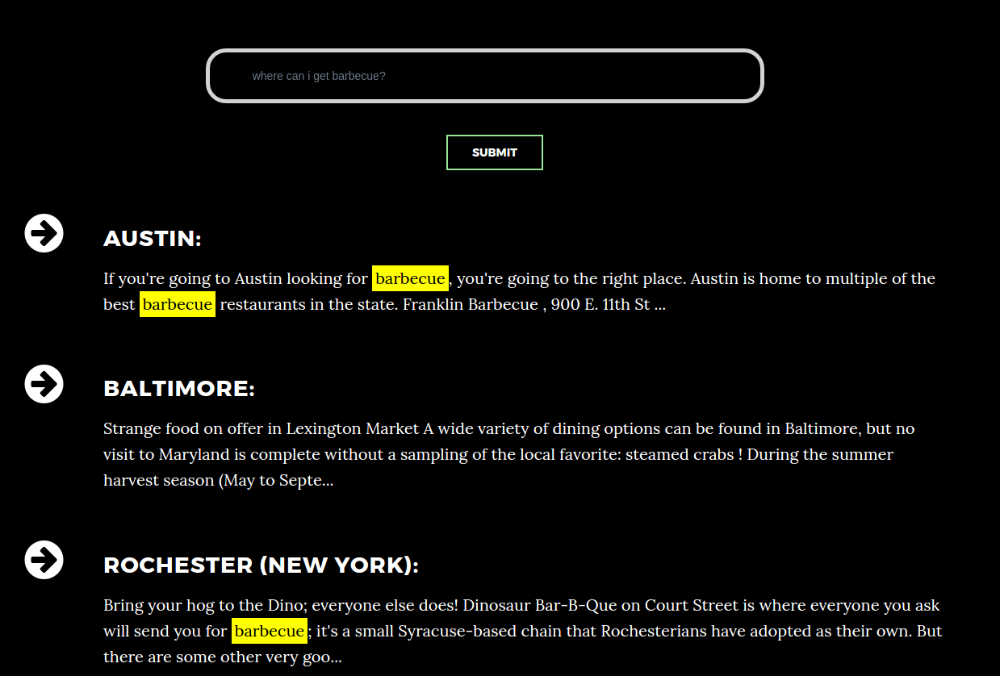 where can i get barbecue?
SUBMIT
AUSTIN:
If you're going to Austin looking for barbecue, you're going to the right place. Austin is home to multiple of the
best barbecue restaurants in the state. Franklin Barbecue , 900 E. 11th St ...
BALTIMORE:
Strange food on offer in Lexington Market A wide variety of dining options can be found in Baltimore, but no
visit to Maryland is complete without a sampling of the local favorite: steamed crabs ! During the summer
harvest season (May to Septe...
ROCHESTER (NEW YORK):
Bring your hog to the Dino; everyone else does! Dinosaur Bar-B-Que on Court Street is where everyone you ask
will send you for barbecue; it's a small Syracuse-based chain that Rochesterians have adopted as their own. But
there are some other very goo...